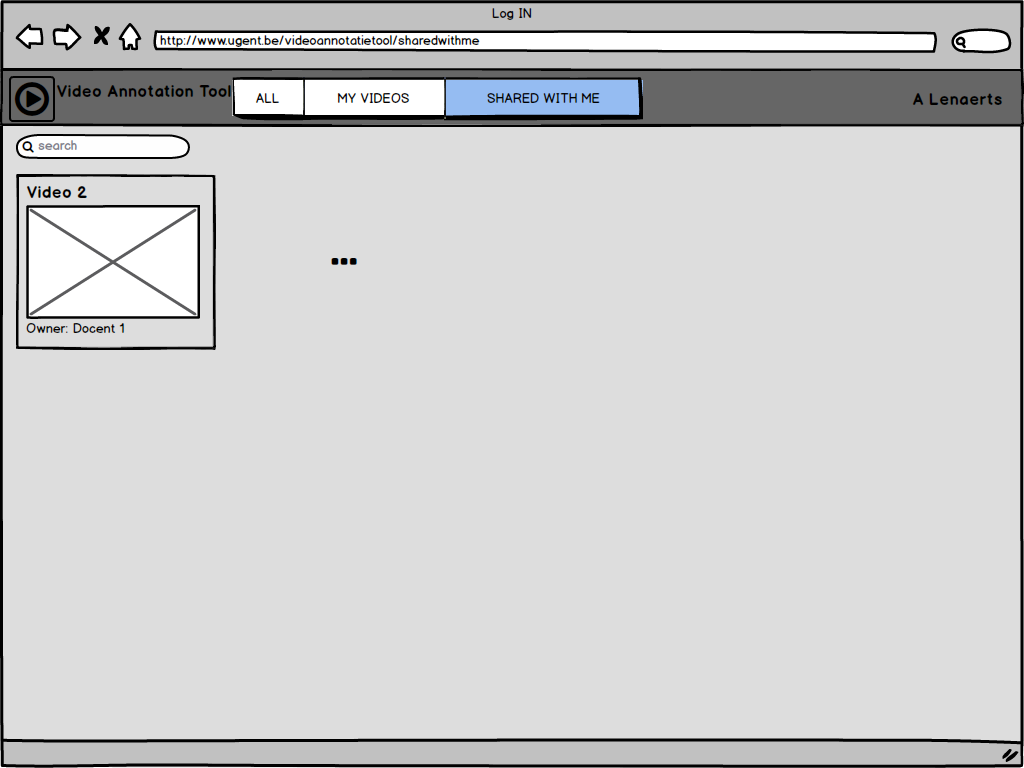 Log IN
http://www.ugent.be/videoannotatietool/sharedwithme
Video Annotation Tool
ALL
MY VIDEOS
SHARED WITH ME
A Lenaerts
search
Video 2
...
Owner: Docent 1